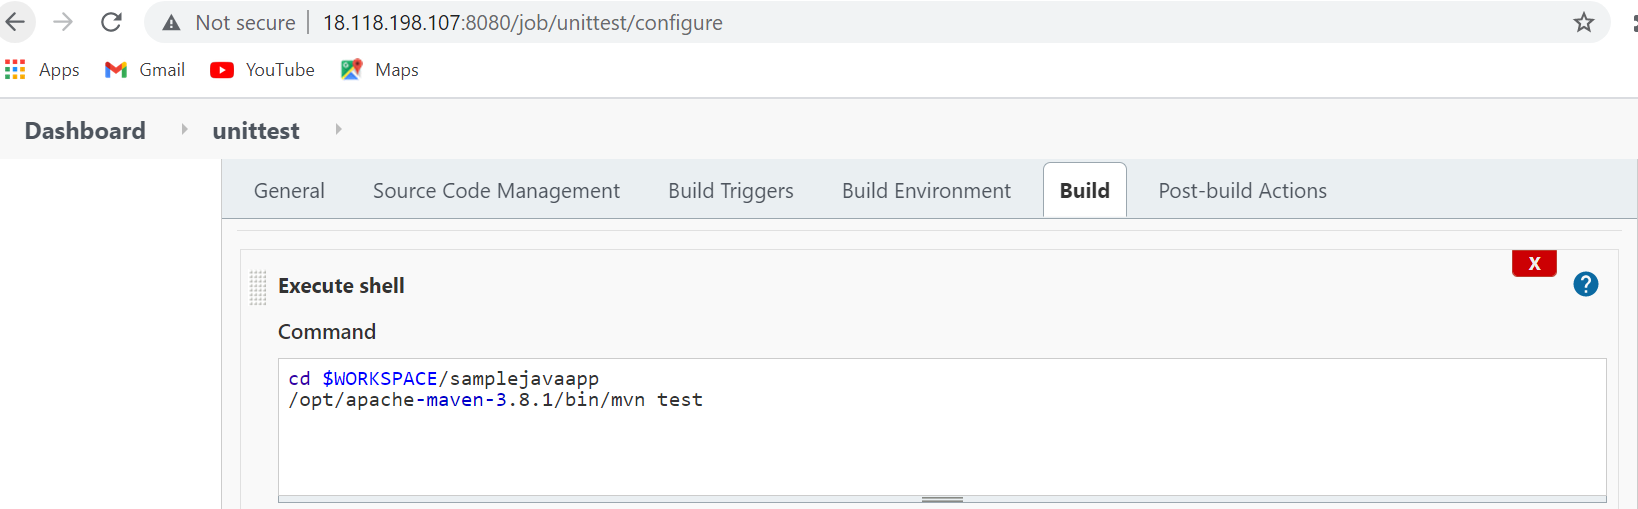 Not secure | 18.118.198.107:8080/job/unittest/configure
Apps Gmail YouTube Maps
Dashboard unittest
General Source Code Management Build Triggers Build Environment Build Post-build Actions
X
Execute shell ?
Command
cd $WORKSPACE/samplejavaapp
/opt/apache-maven-3.8.1/bin/mvn test